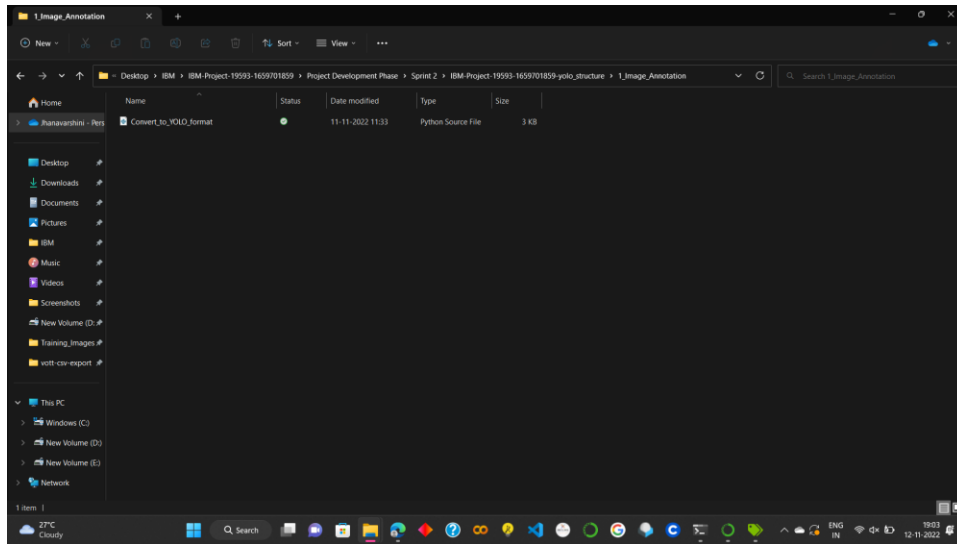 1_Image_Annotation
New
Sort
View
Desktop > IBM > IBM-Project-19593-1659701859 > Project Development Phase > Sprint 2 > IBM-Project-19593-1659701859-yolo_structure > 1_Image_Annotation
Search 1_Image_Annotation
Home
Name Status Date modified Type Size
Jhanavarshini - Pers
Convert_to_YOLO_format 11-11-2022 11:33 Python Source File 3 KB
Desktop
Downloads
Documents
Pictures
IBM
Music
Videos
Screenshots
New Volume (D:
Training_Images
vott-csv-export
This PC
Windows (C:)
New Volume (D:)
New Volume (E:)
Network
1 item
27°C
Cloudy
Search
ENG
IN
19:03
12-11-2022